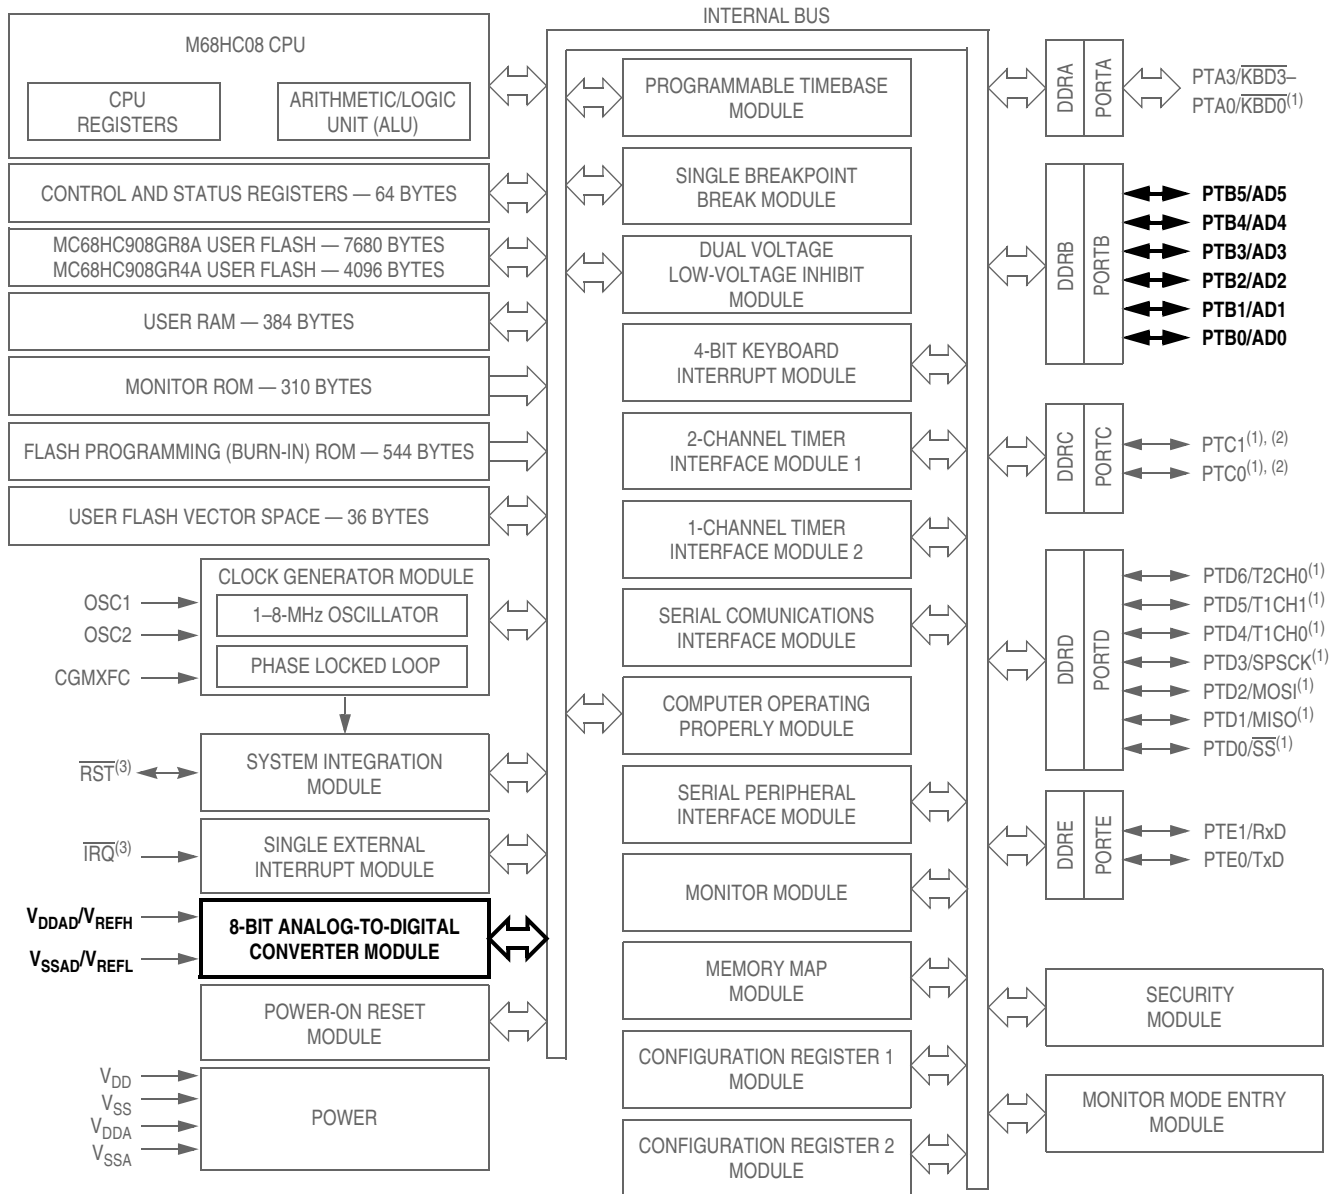 INTERNAL BUS
M68HC08 CPU
CPU
REGISTERS
ARITHMETIC/LOGIC
UNIT (ALU)
CONTROL AND STATUS REGISTERS — 64 BYTES
MC68HC908GR8A USER FLASH — 7680 BYTES
MC68HC908GR4A USER FLASH — 4096 BYTES
USER RAM — 384 BYTES
MONITOR ROM — 310 BYTES
FLASH PROGRAMMING (BURN-IN) ROM — 544 BYTES
USER FLASH VECTOR SPACE — 36 BYTES
CLOCK GENERATOR MODULE
1–8-MHz OSCILLATOR
PHASE LOCKED LOOP
OSC1
OSC2
CGMXFC
SYSTEM INTEGRATION
MODULE
RST(3)
SINGLE EXTERNAL
INTERRUPT MODULE
IRQ(3)
8-BIT ANALOG-TO-DIGITAL
CONVERTER MODULE
VDDAD/VREFH
VSSAD/VREFL
POWER-ON RESET
MODULE
POWER
VDD
VSS
VDDA
VSSA
PROGRAMMABLE TIMEBASE
MODULE
SINGLE BREAKPOINT
BREAK MODULE
DUAL VOLTAGE
LOW-VOLTAGE INHIBIT
MODULE
4-BIT KEYBOARD
INTERRUPT MODULE
2-CHANNEL TIMER
INTERFACE MODULE 1
1-CHANNEL TIMER
INTERFACE MODULE 2
SERIAL COMUNICATIONS
INTERFACE MODULE
COMPUTER OPERATING
PROPERLY MODULE
SERIAL PERIPHERAL
INTERFACE MODULE
MONITOR MODULE
MEMORY MAP
MODULE
CONFIGURATION REGISTER 1
MODULE
CONFIGURATION REGISTER 2
MODULE
DDRA
PORTA
PTA3/KBD3–
PTA0/KBD0(1)
DDRB
PORTB
PTB5/AD5
PTB4/AD4
PTB3/AD3
PTB2/AD2
PTB1/AD1
PTB0/AD0
DDRC
PORTC
PTC1(1), (2)
PTC0(1), (2)
DDRD
PORTD
PTD6/T2CH0(1)
PTD5/T1CH1(1)
PTD4/T1CH0(1)
PTD3/SPSCK(1)
PTD2/MOSI(1)
PTD1/MISO(1)
PTD0/SS(1)
DDRE
PORTE
PTE1/RxD
PTE0/TxD
SECURITY
MODULE
MONITOR MODE ENTRY
MODULE